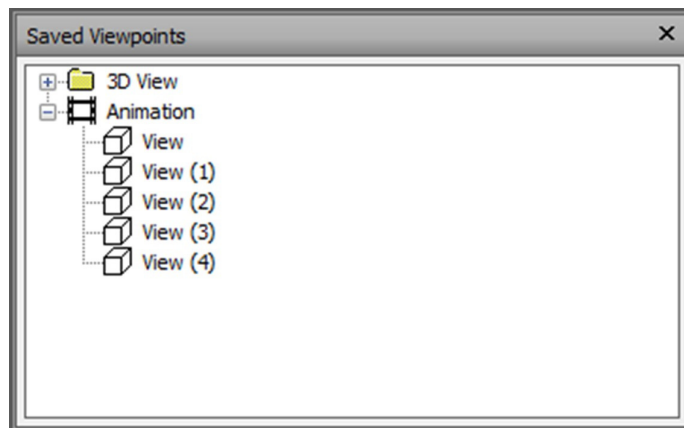 Saved Viewpoints
3D View
Animation
View
View (1)
View (2)
View (3)
View (4)